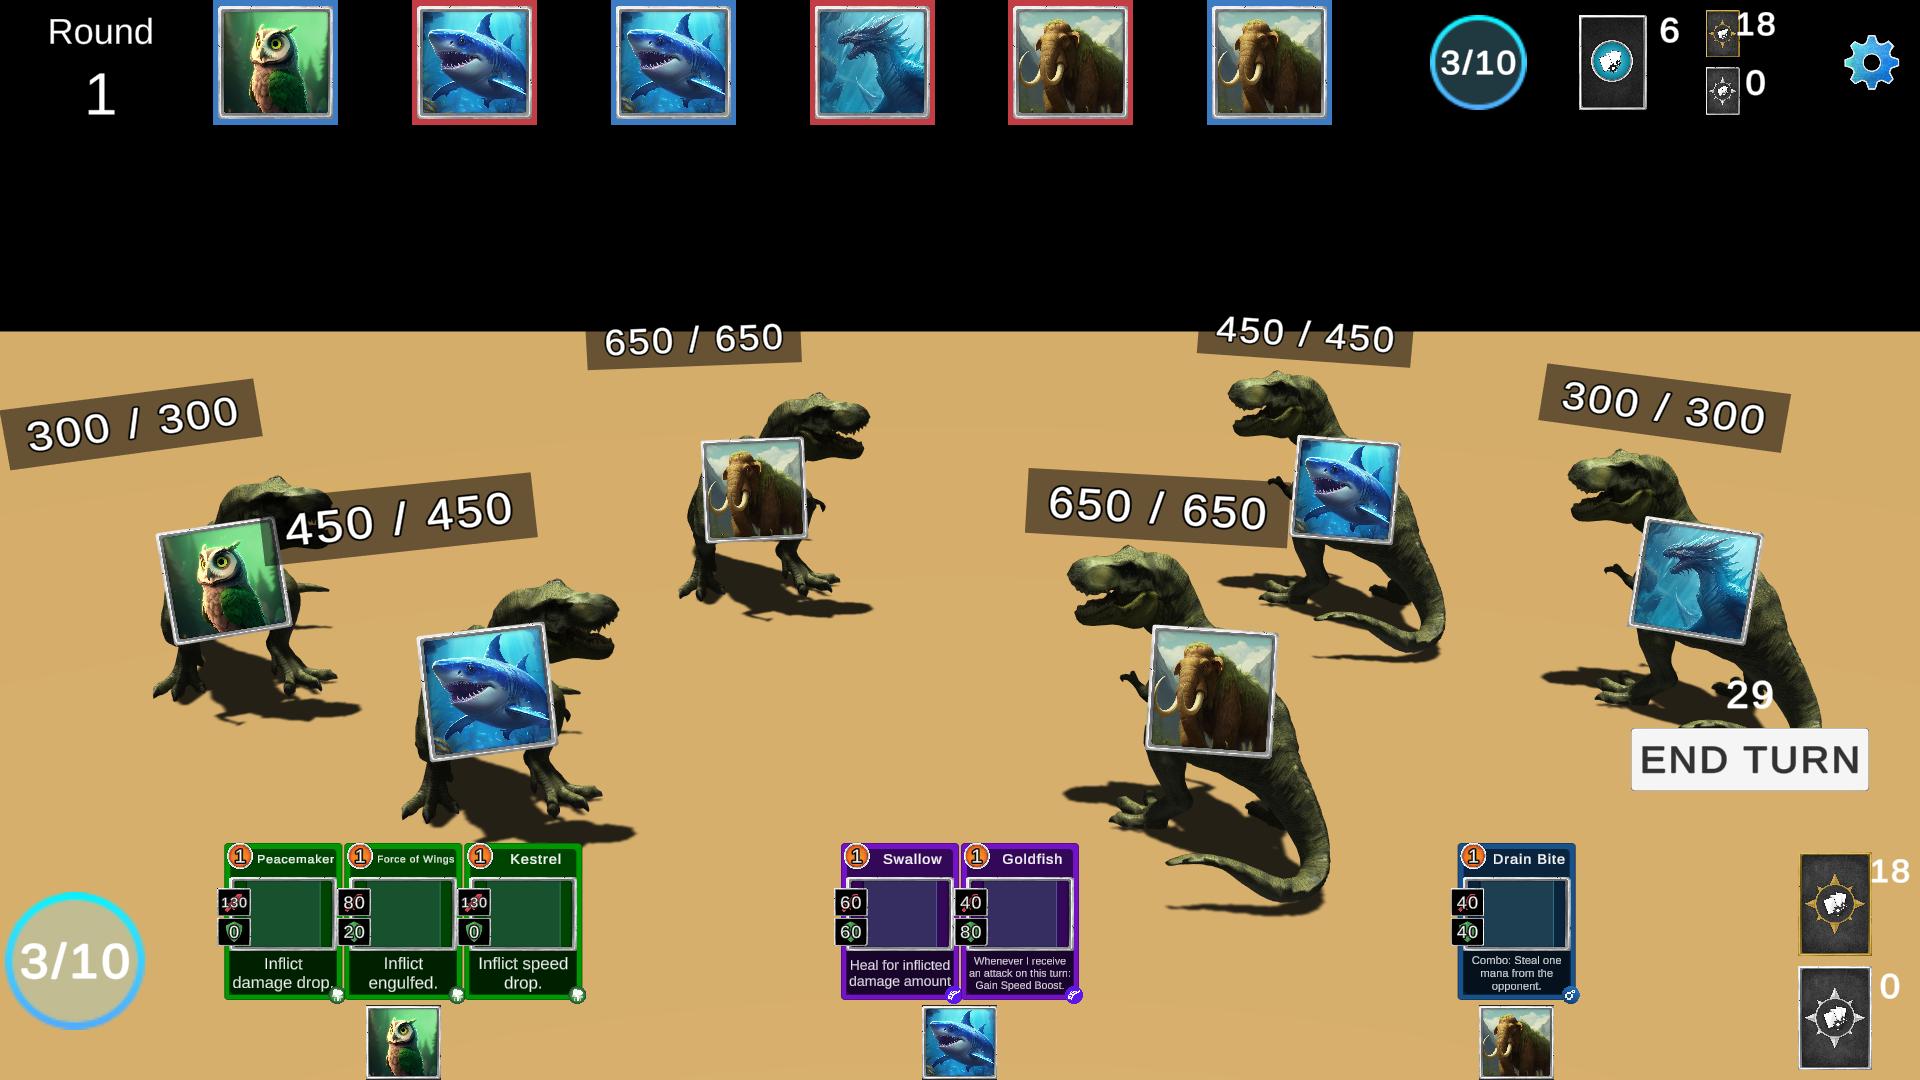 Round
1
3/10
6
18
0
650 / 650
450 / 450
300 / 300
300 / 300
450 / 450
650 / 650
29
END TURN
1 Peacemaker
130
0
Inflict
damage drop.
1 Force of Wings
80
20
Inflict
engulfed.
1 Kestrel
130
0
Inflict speed
drop.
1 Swallow
60
60
Heal for inflicted
damage amount
1 Goldfish
40
80
Whenever I receive
an attack on this turn:
Gain Speed Boost.
1 Drain Bite
40
40
Combo: Steal one
mana from the
opponent.
3/10
18
0